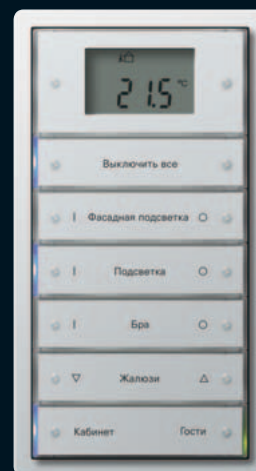 21.5 °C
Выключить все
I Фасадная подсветка O
I Подсветка O
I Бра O
▽ Жалюзи △
Кабинет Гости